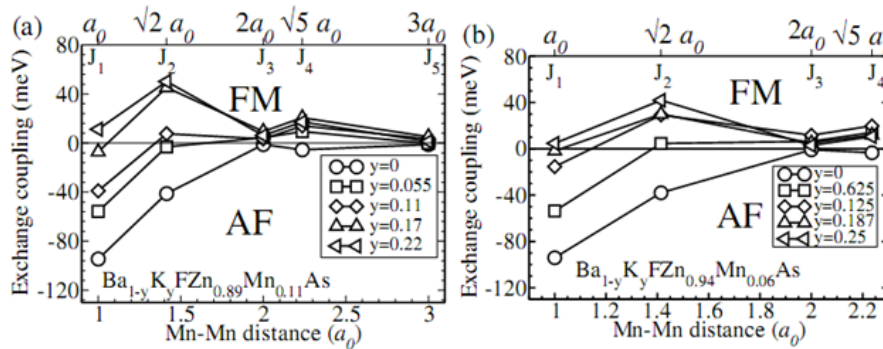 (a)
a₀ √2 a₀ 2a₀ √5 a₀ 3a₀
J₁ J₂ J₃ J₄ J₅
Exchange coupling (meV)
80
40
0
-40
-80
-120
FM
AF
y=0
y=0.055
y=0.11
y=0.17
y=0.22
Ba₁₋yKyFZn₀.₈₉Mn₀.₁₁As
1 1.5 2 2.5 3
Mn-Mn distance (a₀)
(b)
a₀ √2 a₀ 2a₀ √5 a₀
J₁ J₂ J₃ J₄
Exchange coupling (meV)
80
40
0
-40
-80
-120
FM
AF
y=0
y=0.625
y=0.125
y=0.187
y=0.25
Ba₁₋yKyFZn₀.₉₄Mn₀.₀₆As
1 1.2 1.4 1.6 1.8 2 2.2
Mn-Mn distance (a₀)